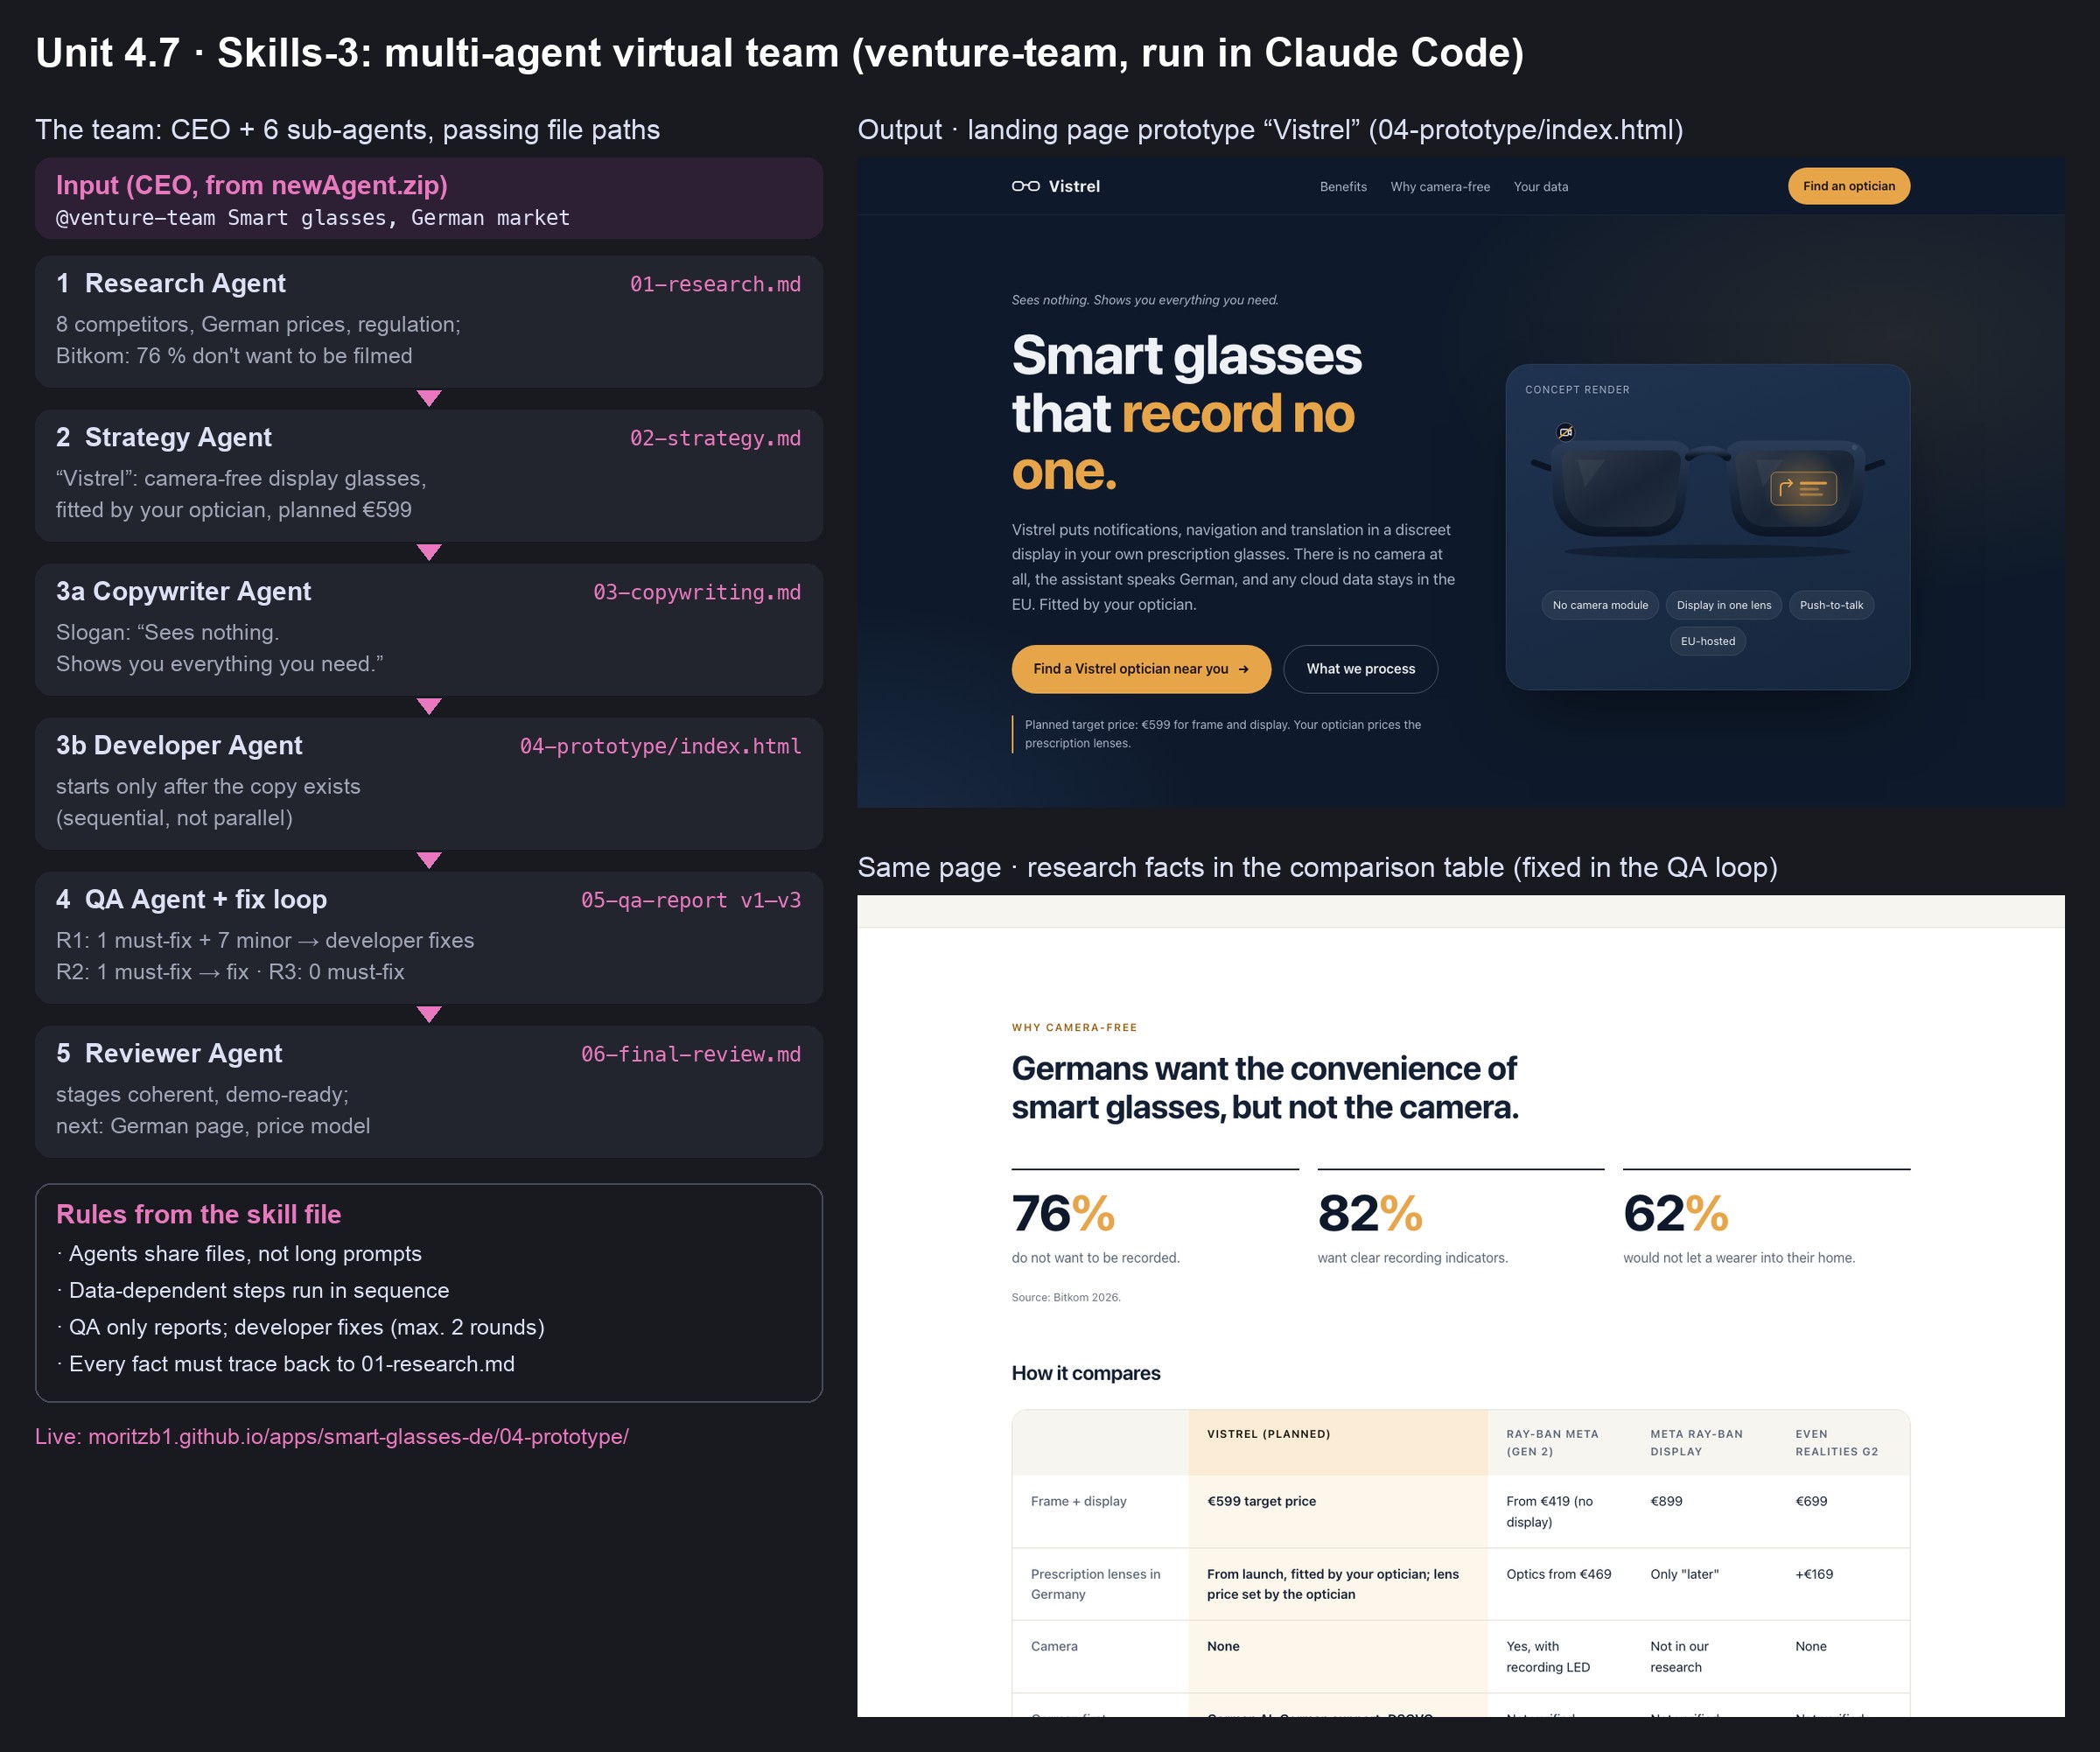 Unit 4.7 · Skills-3: multi-agent virtual team (venture-team, run in Claude Code)
The team: CEO + 6 sub-agents, passing file paths
Input (CEO, from newAgent.zip)
@venture-team Smart glasses, German market
1 Research Agent
01-research.md
8 competitors, German prices, regulation;
Bitkom: 76 % don't want to be filmed
2 Strategy Agent
02-strategy.md
“Vistrel”: camera-free display glasses,
fitted by your optician, planned €599
3a Copywriter Agent
03-copywriting.md
Slogan: “Sees nothing.
Shows you everything you need.”
3b Developer Agent
04-prototype/index.html
starts only after the copy exists
(sequential, not parallel)
4 QA Agent + fix loop
05-qa-report v1–v3
R1: 1 must-fix + 7 minor → developer fixes
R2: 1 must-fix → fix · R3: 0 must-fix
5 Reviewer Agent
06-final-review.md
stages coherent, demo-ready;
next: German page, price model
Rules from the skill file
· Agents share files, not long prompts
· Data-dependent steps run in sequence
· QA only reports; developer fixes (max. 2 rounds)
· Every fact must trace back to 01-research.md
Live: moritzb1.github.io/apps/smart-glasses-de/04-prototype/
Output · landing page prototype “Vistrel” (04-prototype/index.html)
Vistrel
Benefits Why camera-free Your data
Find an optician
Sees nothing. Shows you everything you need.
Smart glasses
that record no
one.
Vistrel puts notifications, navigation and translation in a discreet
display in your own prescription glasses. There is no camera at
all, the assistant speaks German, and any cloud data stays in the
EU. Fitted by your optician.
Find a Vistrel optician near you →
What we process
Planned target price: €599 for frame and display. Your optician prices the
prescription lenses.
CONCEPT RENDER
No camera module Display in one lens Push-to-talk
EU-hosted
Same page · research facts in the comparison table (fixed in the QA loop)
WHY CAMERA-FREE
Germans want the convenience of
smart glasses, but not the camera.
76% 82% 62%
do not want to be recorded. want clear recording indicators. would not let a wearer into their home.
Source: Bitkom 2026.
How it compares
VISTREL (PLANNED) RAY-BAN META META RAY-BAN EVEN
(GEN 2) DISPLAY REALITIES G2
Frame + display €599 target price From €419 (no €899 €699
display)
Prescription lenses in From launch, fitted by your optician; lens Optics from €469 Only "later" +€169
Germany price set by the optician
Camera None Yes, with Not in our None
recording LED research